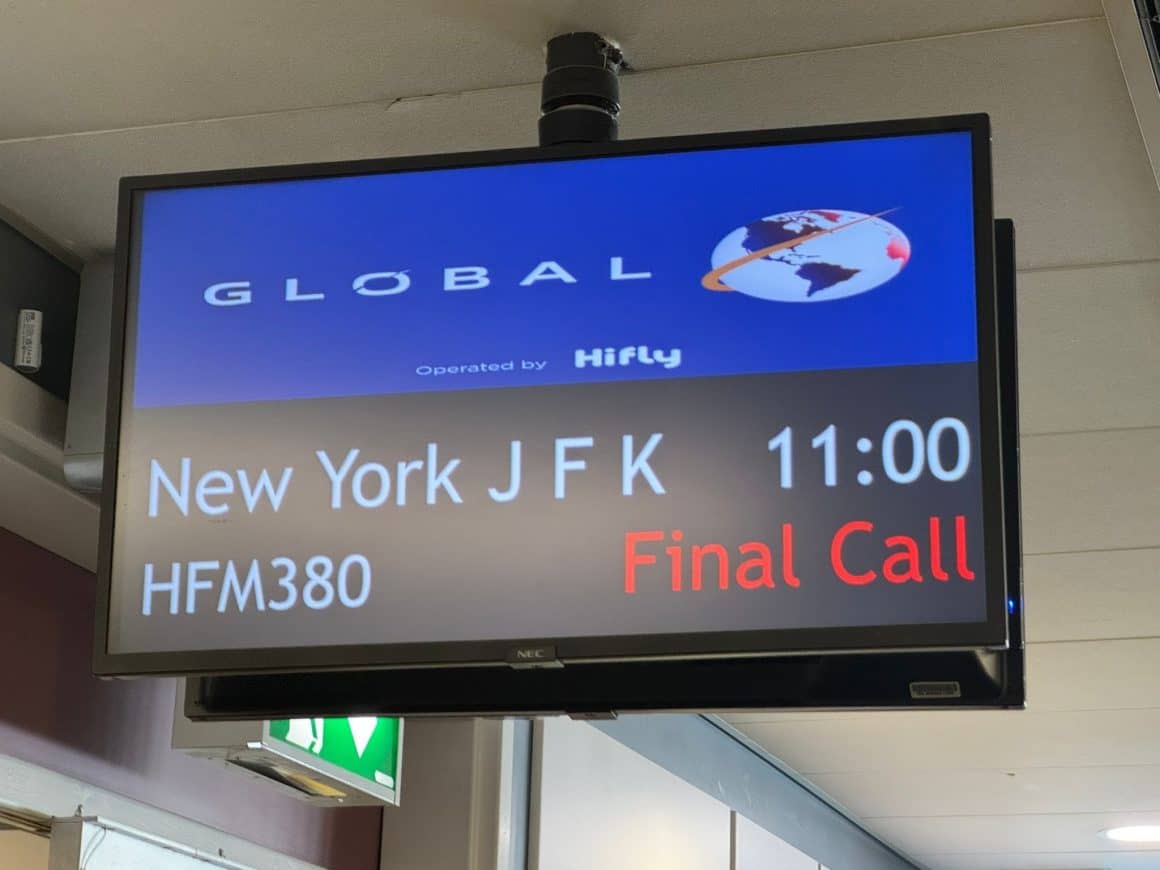 GLOBAL
Operated by Hifly
New York J F K 11:00
HFM380 Final Call
NEC